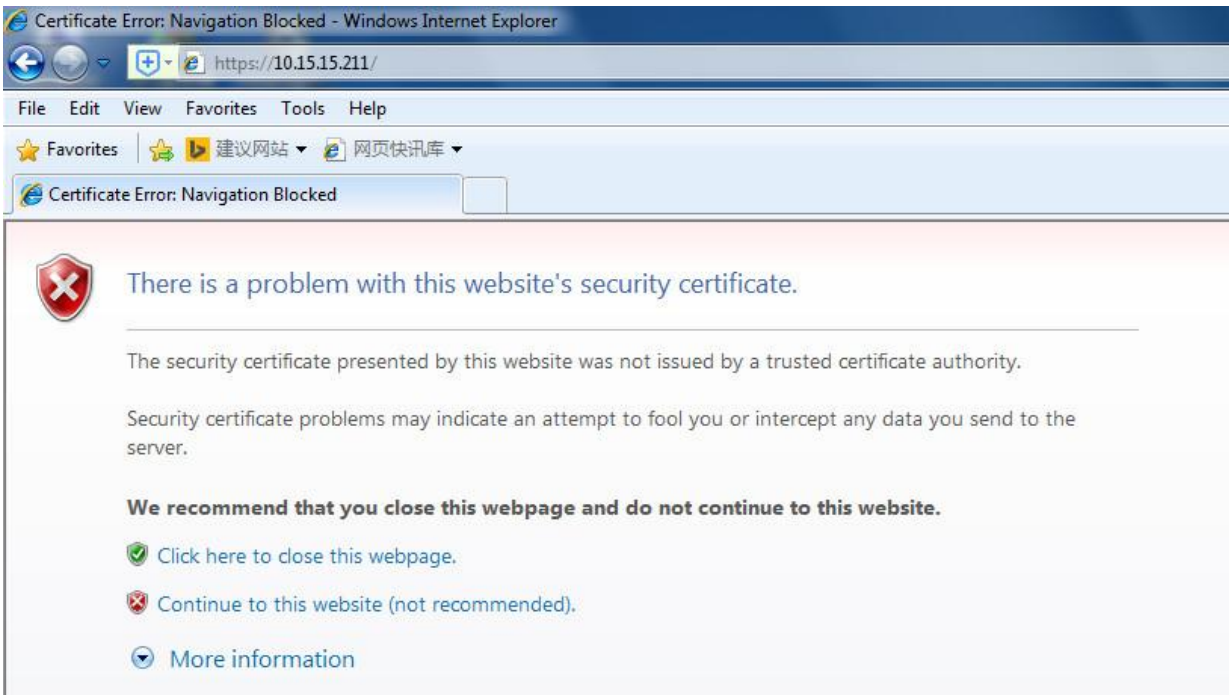 Certificate Error: Navigation Blocked - Windows Internet Explorer
https://10.15.15.211/
File Edit View Favorites Tools Help
Favorites 建议网站 网页快讯库
Certificate Error: Navigation Blocked
There is a problem with this website's security certificate.
The security certificate presented by this website was not issued by a trusted certificate authority.
Security certificate problems may indicate an attempt to fool you or intercept any data you send to the
server.
We recommend that you close this webpage and do not continue to this website.
Click here to close this webpage.
Continue to this website (not recommended).
More information